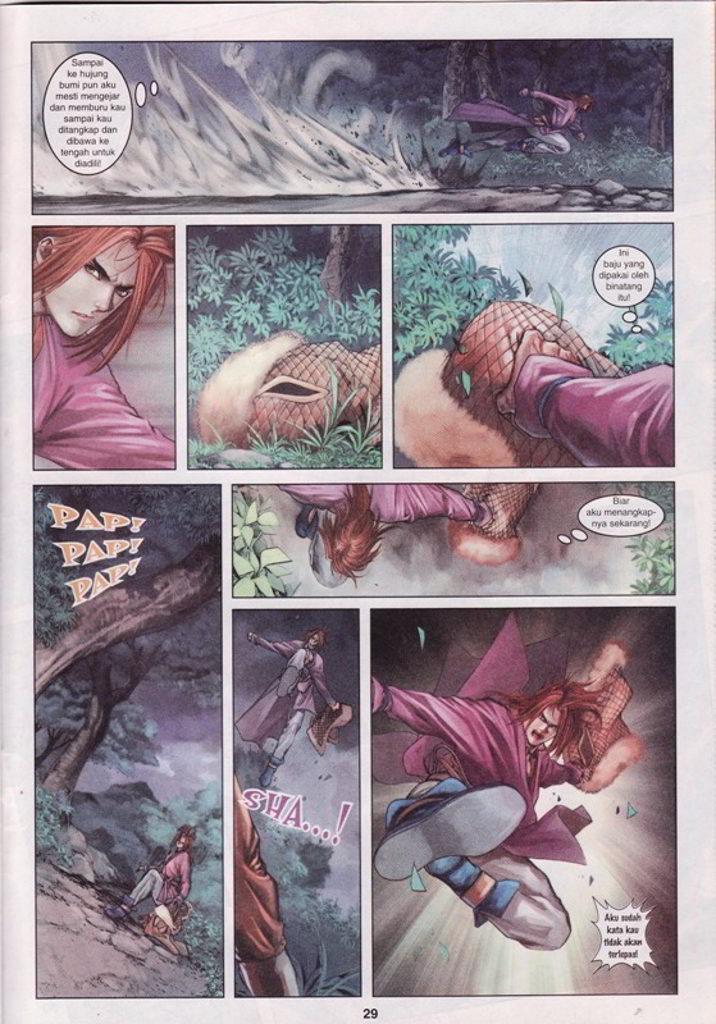 Sampai
ke hujung
bumi pun aku
mesti mengejar
dan memburu kau
sampai kau
ditangkap dan
dibawa ke
tengah untuk
diadili!
Ini
baju yang
dipakai oleh
binatang
itu!
PAP!
PAP!
PAP!
Biar
aku menangkap-
nya sekarang!
SHA....!
Aku sudah
kata kau
tidak akan
terlepas!
29